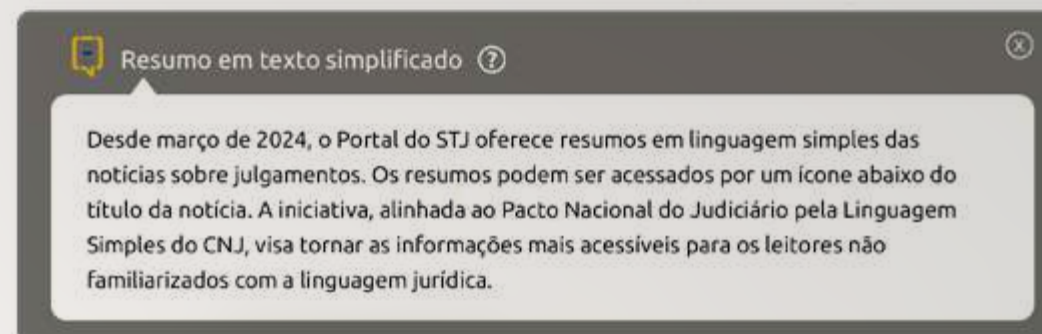 Resumo em texto simplificado ?
Desde março de 2024, o Portal do STJ oferece resumos em linguagem simples das
notícias sobre julgamentos. Os resumos podem ser acessados por um ícone abaixo do
título da notícia. A iniciativa, alinhada ao Pacto Nacional do Judiciário pela Linguagem
Simples do CNJ, visa tornar as informações mais acessíveis para os leitores não
familiarizados com a linguagem jurídica.